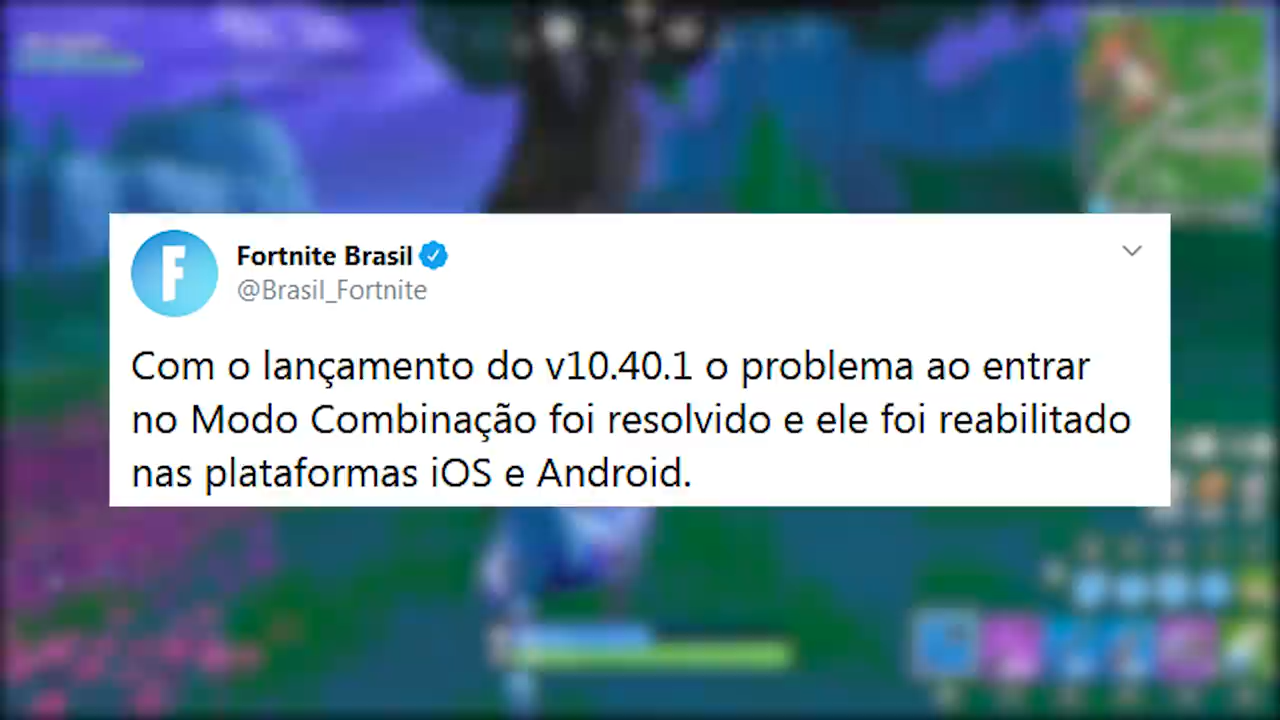 Fortnite Brasil
@Brasil_Fortnite
Com o lançamento do v10.40.1 o problema ao entrar
no Modo Combinação foi resolvido e ele foi reabilitado
nas plataformas iOS e Android.